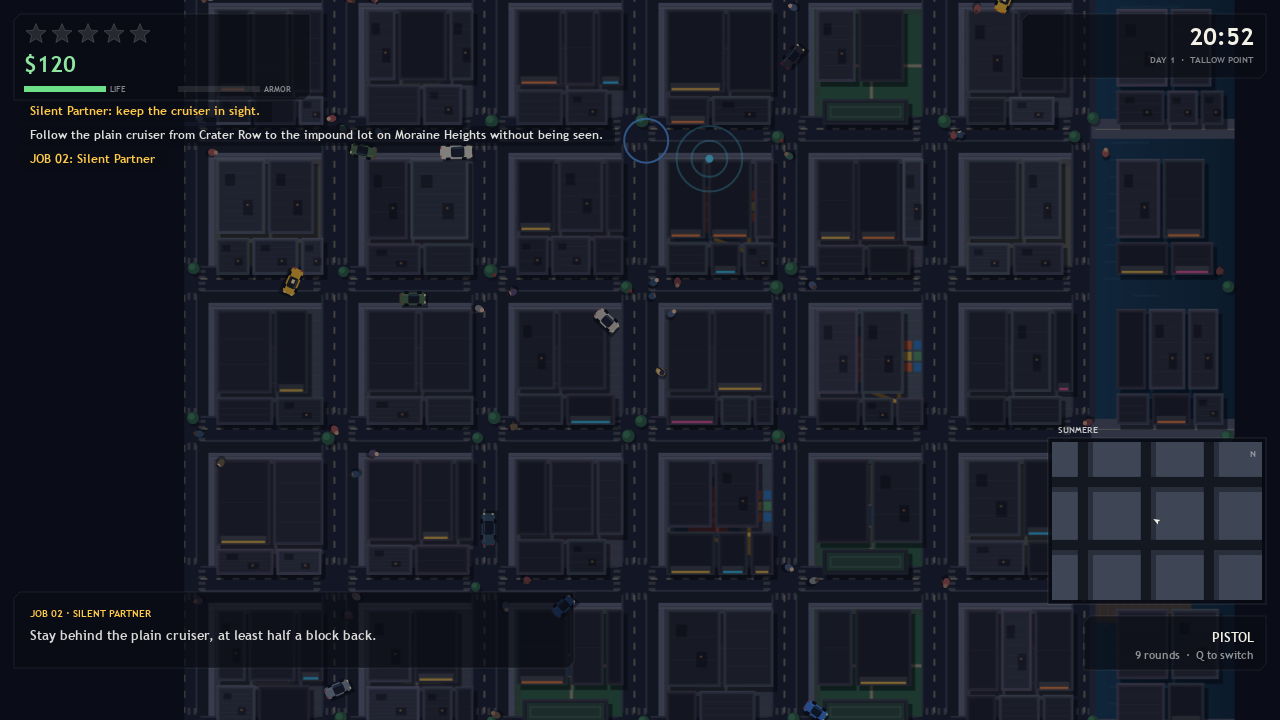 $120
LIFE
ARMOR
Silent Partner: keep the cruiser in sight.
Follow the plain cruiser from Crater Row to the impound lot on Moraine Heights without being seen.
JOB 02: Silent Partner
20:52
DAY 1 · TALLOW POINT
SUNMERE
N
JOB 02 · SILENT PARTNER
Stay behind the plain cruiser, at least half a block back.
PISTOL
9 rounds · Q to switch